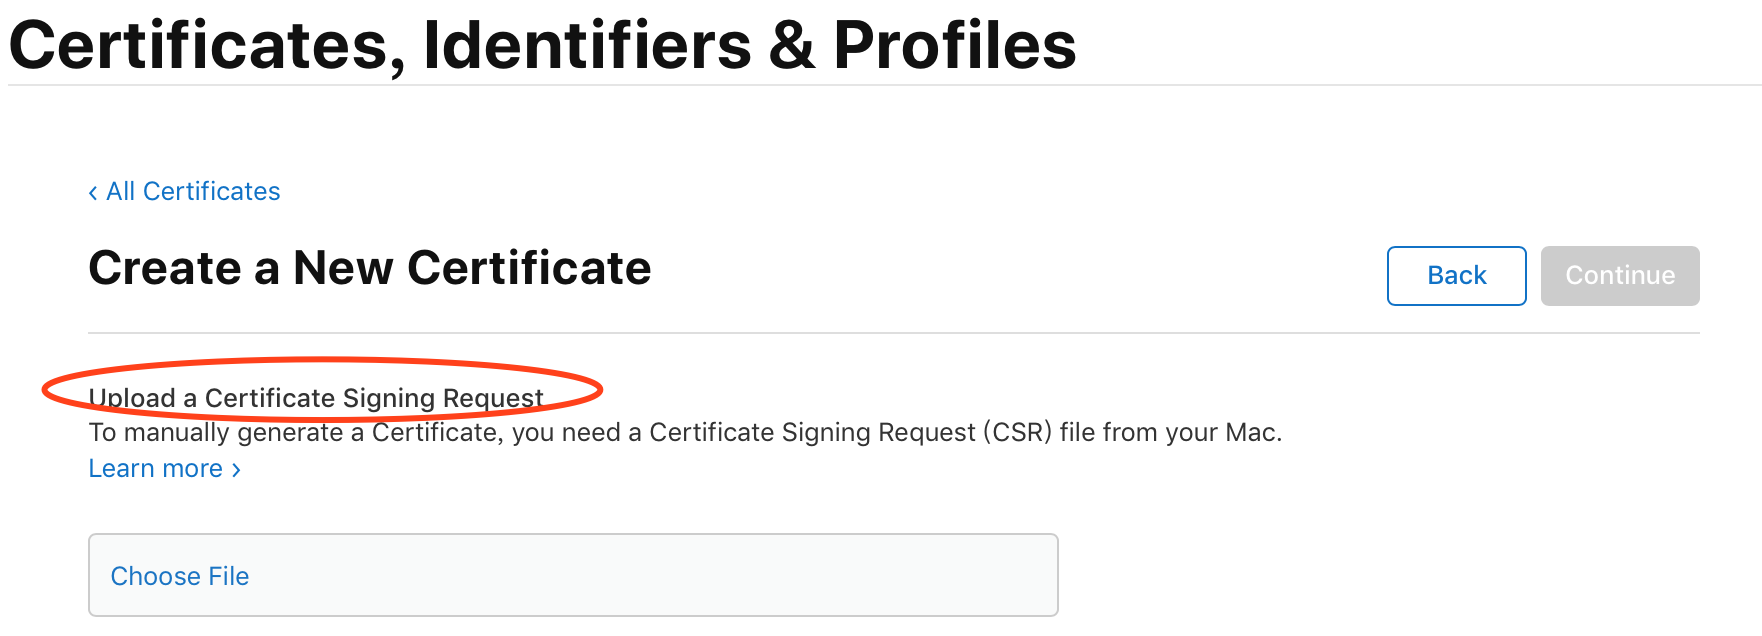 Certificates, Identifiers & Profiles
‹ All Certificates
Create a New Certificate
Back
Continue
Upload a Certificate Signing Request
To manually generate a Certificate, you need a Certificate Signing Request (CSR) file from your Mac.
Learn more ›
Choose File